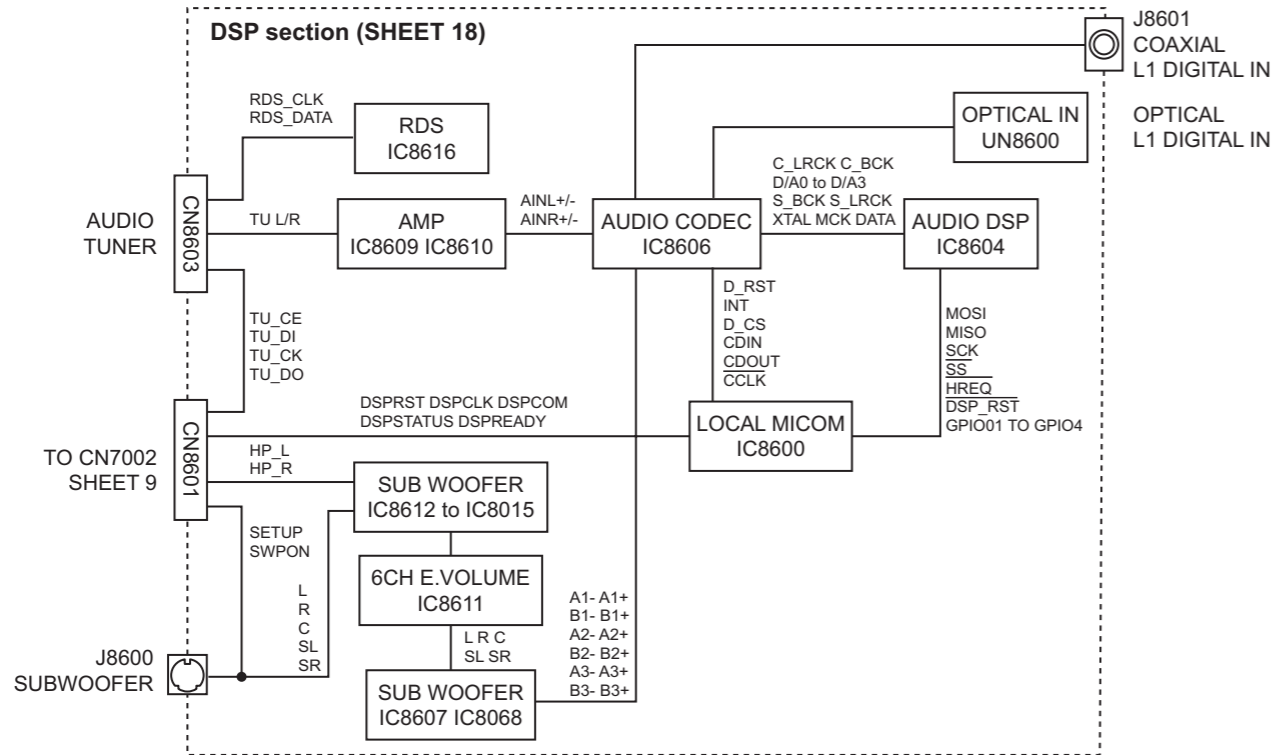 DSP section (SHEET 18)
J8601
COAXIAL
L1 DIGITAL IN
RDS_CLK
RDS_DATA
RDS
IC8616
OPTICAL IN
UN8600
OPTICAL
L1 DIGITAL IN
AUDIO
TUNER
CN8603
TU L/R
AMP
IC8609 IC8610
AINL+/-
AINR+/-
AUDIO CODEC
IC8606
C_LRCK C_BCK
D/A0 to D/A3
S_BCK S_LRCK
XTAL MCK DATA
AUDIO DSP
IC8604
TU_CE
TU_DI
TU_CK
TU_DO
D_RST
INT
D_CS
CDIN
CDOUT
CCLK
MOSI
MISO
SCK
SS
HREQ
DSP_RST
GPIO01 TO GPIO4
TO CN7002
SHEET 9
CN8601
DSPRST DSPCLK DSPCOM
DSPSTATUS DSPREADY
LOCAL MICOM
IC8600
HP_L
HP_R
SUB WOOFER
IC8612 to IC8015
SETUP
SWPON
6CH E.VOLUME
IC8611
L
R
C
SL
SR
L R C
SL SR
A1- A1+
B1- B1+
A2- A2+
B2- B2+
A3- A3+
B3- B3+
J8600
SUBWOOFER
SUB WOOFER
IC8607 IC8068